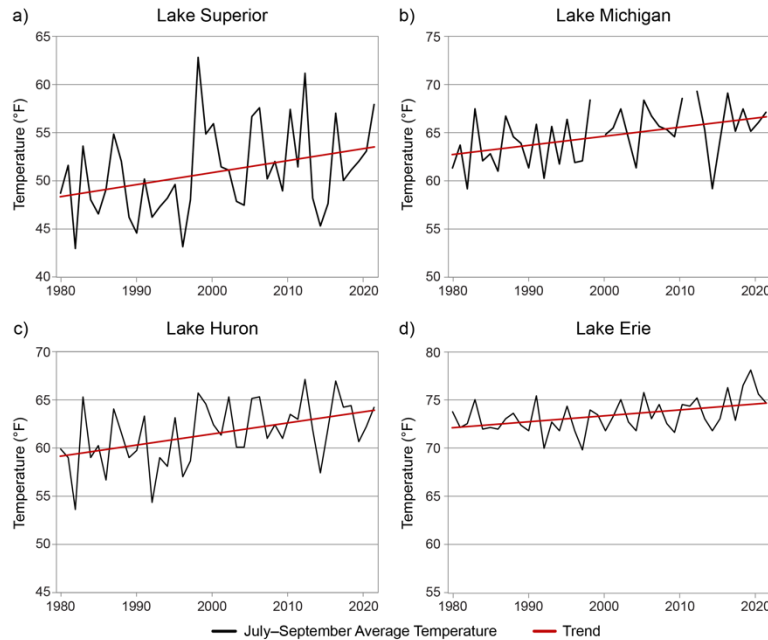 a) Lake Superior
65
60
55
50
45
40
Temperature (°F)
1980 1990 2000 2010 2020
b) Lake Michigan
75
70
65
60
55
50
Temperature (°F)
1980 1990 2000 2010 2020
c) Lake Huron
70
65
60
55
50
45
Temperature (°F)
1980 1990 2000 2010 2020
d) Lake Erie
80
75
70
65
60
55
Temperature (°F)
1980 1990 2000 2010 2020
July–September Average Temperature Trend